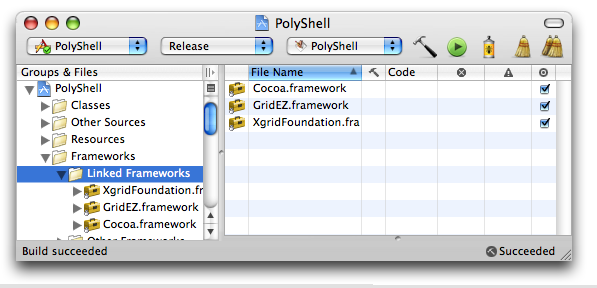 PolyShell
PolyShell Release PolyShell
Groups & Files File Name Code
PolyShell
Classes
Other Sources
Resources
Frameworks
Linked Frameworks
XgridFoundation.fr
GridEZ.framework
Cocoa.framework
Other Frameworks
Cocoa.framework
GridEZ.framework
XgridFoundation.fra
Build succeeded Succeeded